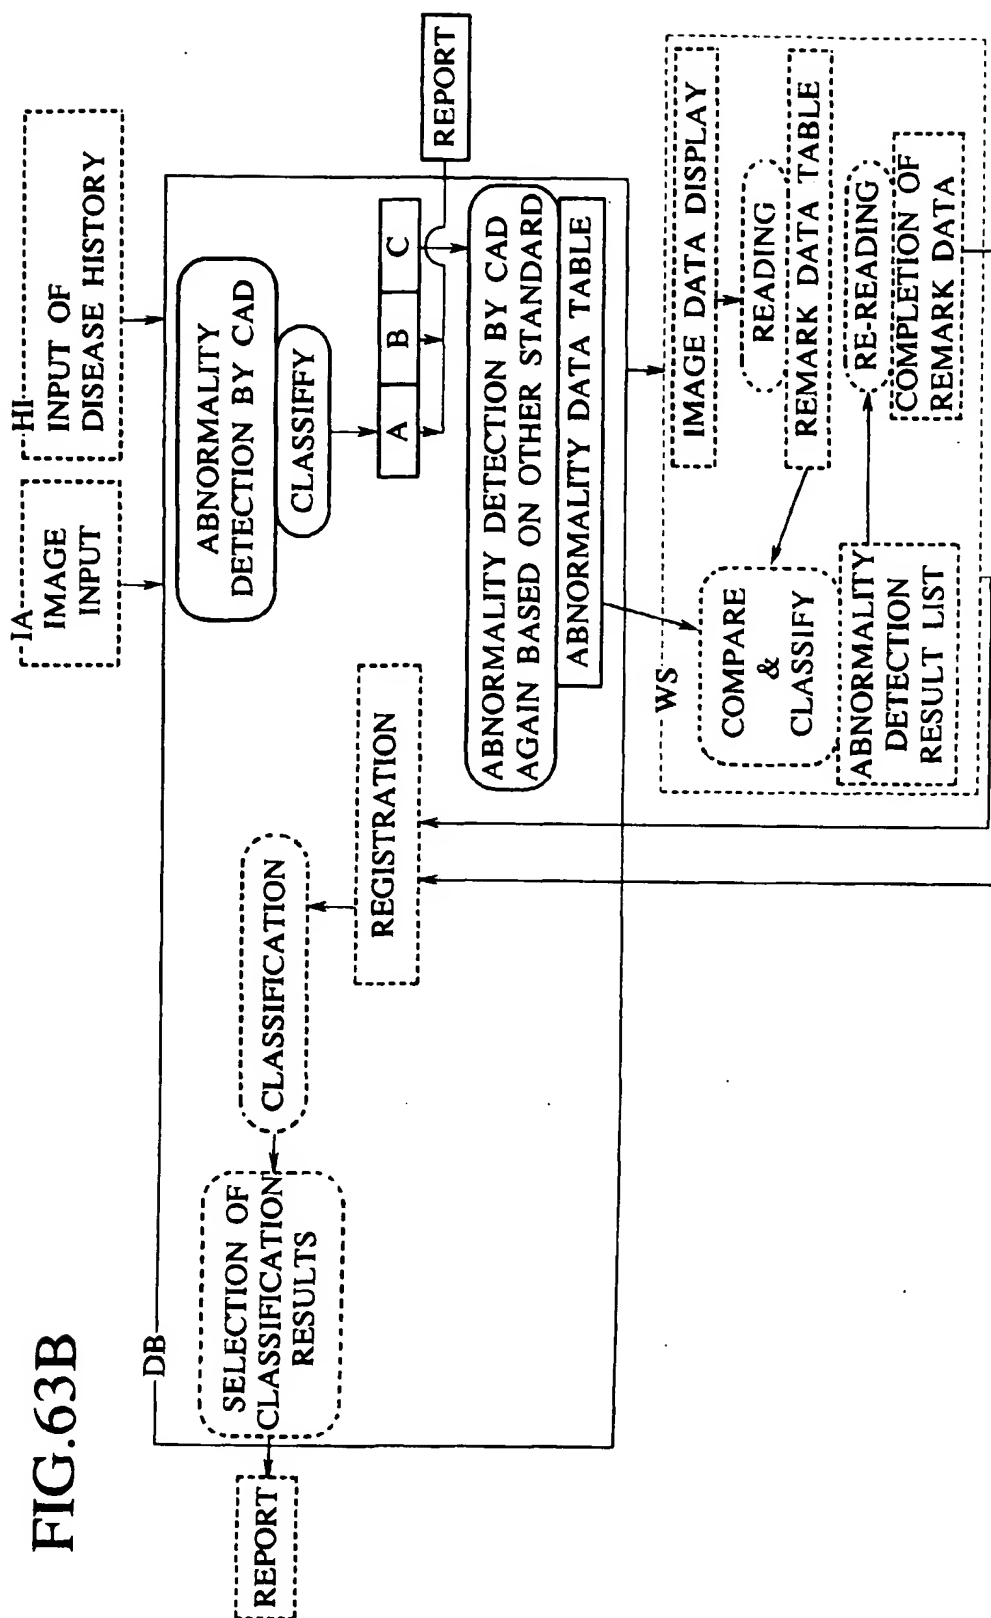 FIG.63B
IA
IMAGE
INPUT
HI
INPUT OF
DISEASE HISTORY
DB
ABNORMALITY
DETECTION BY CAD
CLASSIFFY
A
B
C
REPORT
ABNORMALITY DETECTION BY CAD
AGAIN BASED ON OTHER STANDARD
ABNORMALITY DATA TABLE
REPORT
SELECTION OF
CLASSIFICATION
RESULTS
CLASSIFICATION
REGISTRATION
WS
IMAGE DATA DISPLAY
READING
REMARK DATA TABLE
COMPARE
&
CLASSIFY
ABNORMALITY
DETECTION
RESULT LIST
RE-READING
COMPLETION OF
REMARK DATA